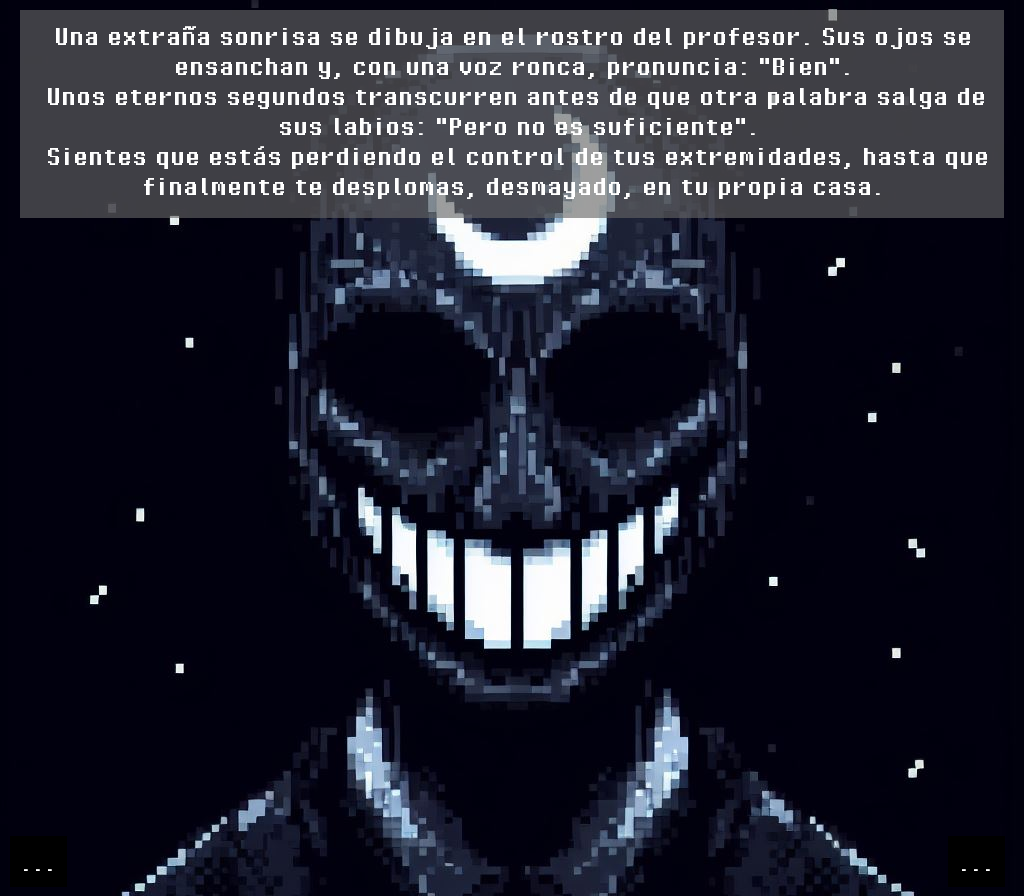 Una extraña sonrisa se dibuja en el rostro del profesor. Sus ojos se
ensanchan y, con una voz ronca, pronuncia: "Bien".
Unos eternos segundos transcurren antes de que otra palabra salga de
sus labios: "Pero no es suficiente".
Sientes que estás perdiendo el control de tus extremidades, hasta que
finalmente te desplomas, desmayado, en tu propia casa.
... ...